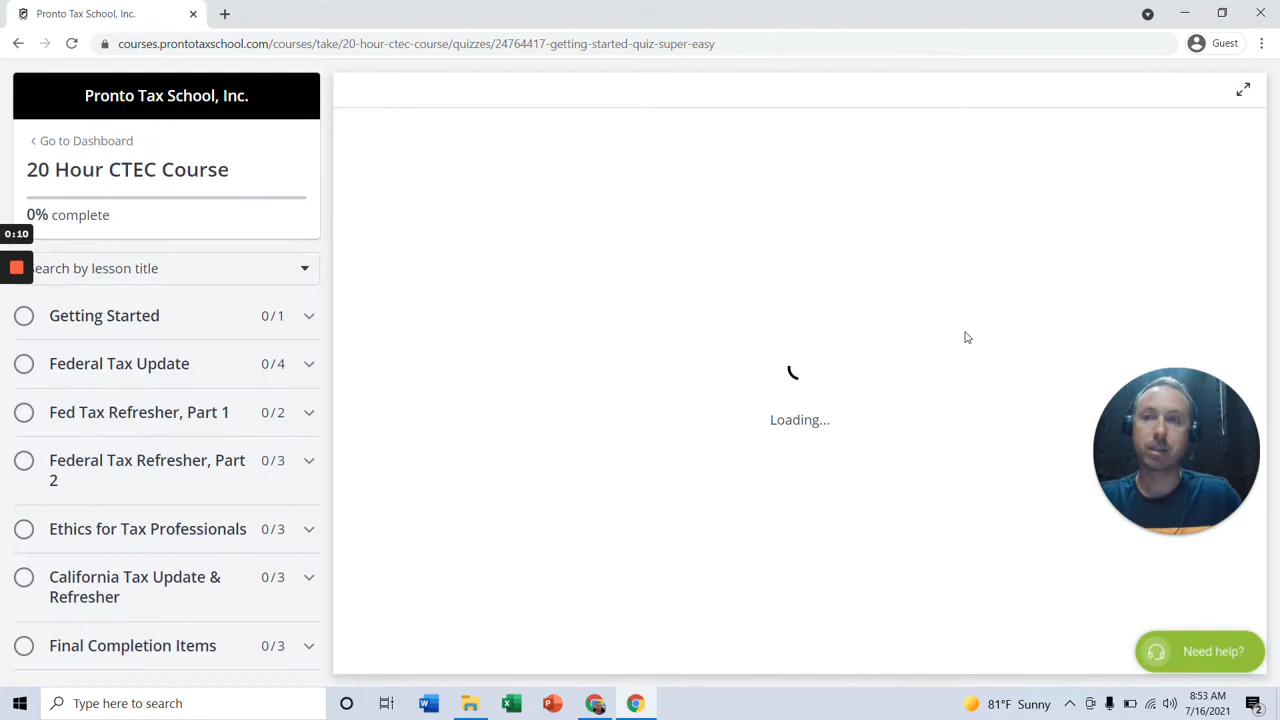 Pronto Tax School, Inc.
courses.prontotaxschool.com/courses/take/20-hour-ctec-course/quizzes/24764417-getting-started-quiz-super-easy
Guest
Pronto Tax School, Inc.
Go to Dashboard
20 Hour CTEC Course
0% complete
0:10
earch by lesson title
Getting Started 0 / 1
Federal Tax Update 0 / 4
Fed Tax Refresher, Part 1 0 / 2
Federal Tax Refresher, Part 0 / 3
2
Ethics for Tax Professionals 0 / 3
California Tax Update & 0 / 3
Refresher
Final Completion Items 0 / 3
Loading...
Need help?
Type here to search
81°F Sunny
8:53 AM
7/16/2021
2